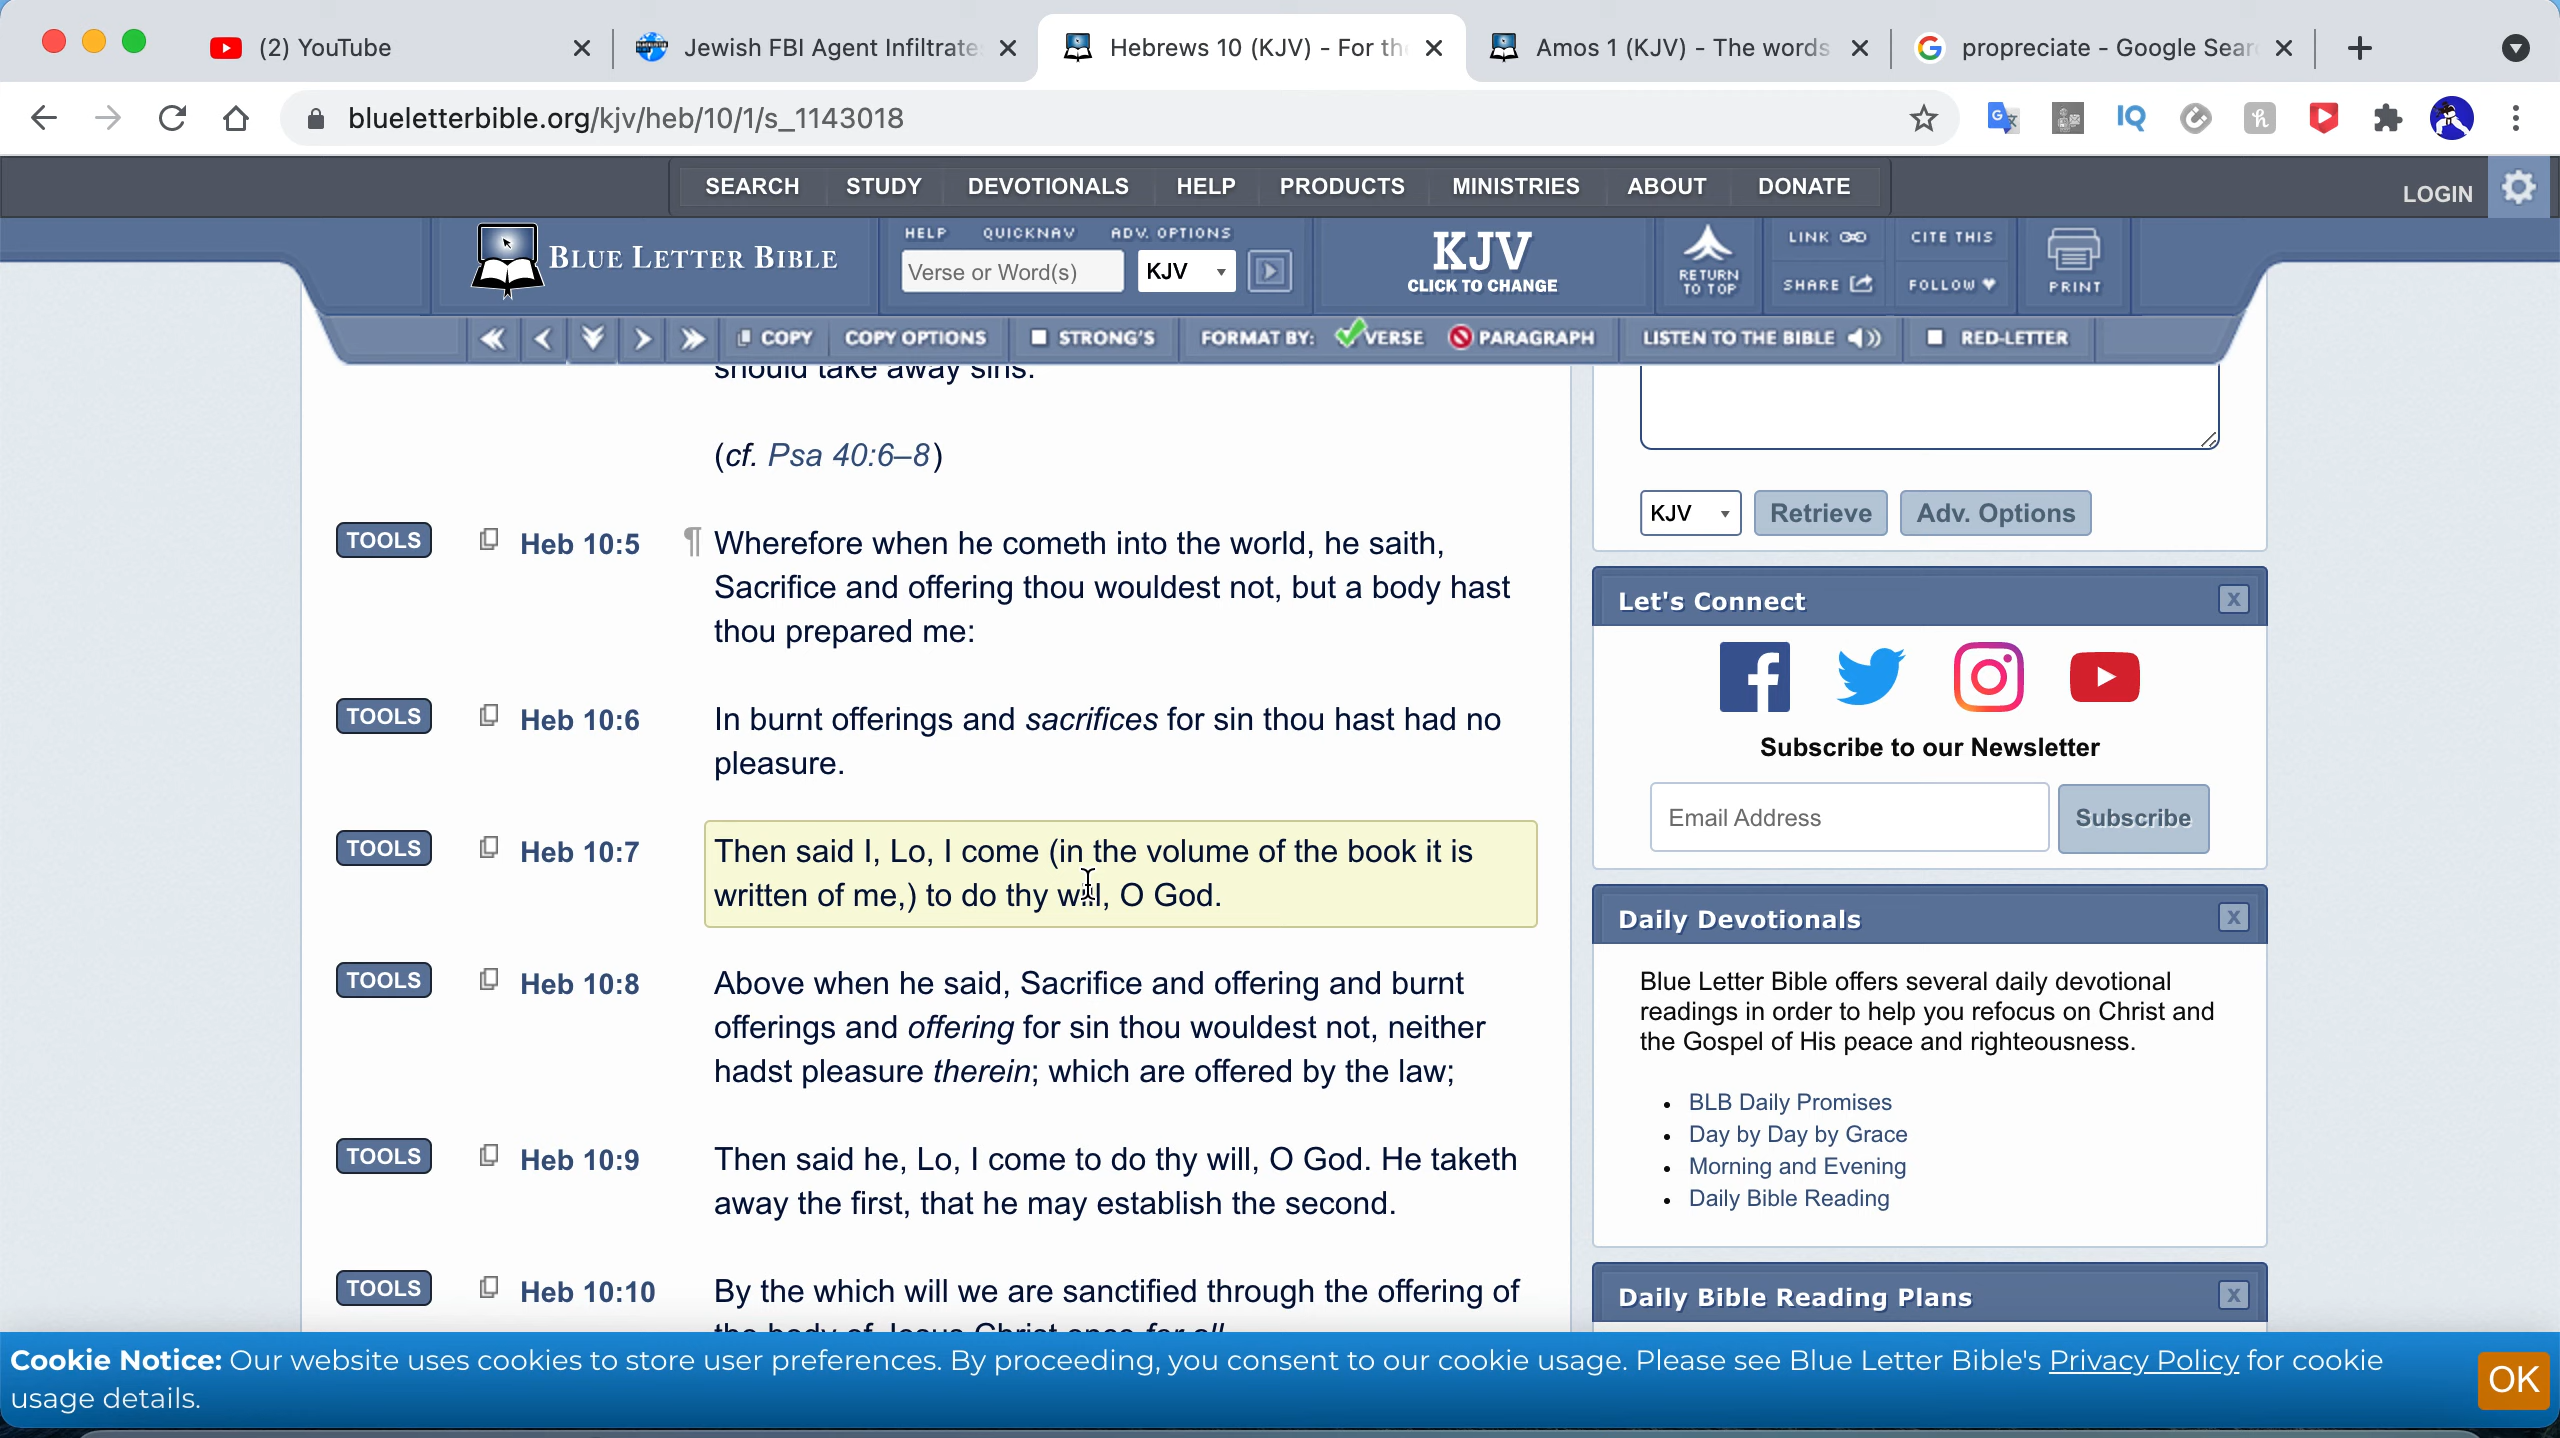 (2) YouTube
Jewish FBI Agent Infiltrate
Hebrews 10 (KJV) - For th
Amos 1 (KJV) - The words
propreciate - Google Sear
blueletterbible.org/kjv/heb/10/1/s_1143018
SEARCH STUDY DEVOTIONALS HELP PRODUCTS MINISTRIES ABOUT DONATE
LOGIN
BLUE LETTER BIBLE
HELP QUICKNAV ADV. OPTIONS
Verse or Word(s)
KJV
KJV
CLICK TO CHANGE
RETURN
TO TOP
LINK
SHARE
CITE THIS
FOLLOW
PRINT
COPY COPY OPTIONS STRONG'S FORMAT BY: VERSE PARAGRAPH LISTEN TO THE BIBLE RED-LETTER
should take away sins.
(cf. Psa 40:6–8)
TOOLS Heb 10:5 ¶ Wherefore when he cometh into the world, he saith,
Sacrifice and offering thou wouldest not, but a body hast
thou prepared me:
TOOLS Heb 10:6 In burnt offerings and sacrifices for sin thou hast had no
pleasure.
TOOLS Heb 10:7 Then said I, Lo, I come (in the volume of the book it is
written of me,) to do thy will, O God.
TOOLS Heb 10:8 Above when he said, Sacrifice and offering and burnt
offerings and offering for sin thou wouldest not, neither
hadst pleasure therein; which are offered by the law;
TOOLS Heb 10:9 Then said he, Lo, I come to do thy will, O God. He taketh
away the first, that he may establish the second.
TOOLS Heb 10:10 By the which will we are sanctified through the offering of
the body of Jesus Christ once for all.
KJV Retrieve Adv. Options
Let's Connect X
Subscribe to our Newsletter
Email Address Subscribe
Daily Devotionals X
Blue Letter Bible offers several daily devotional
readings in order to help you refocus on Christ and
the Gospel of His peace and righteousness.
• BLB Daily Promises
• Day by Day by Grace
• Morning and Evening
• Daily Bible Reading
Daily Bible Reading Plans X
Cookie Notice: Our website uses cookies to store user preferences. By proceeding, you consent to our cookie usage. Please see Blue Letter Bible's Privacy Policy for cookie
usage details.
OK